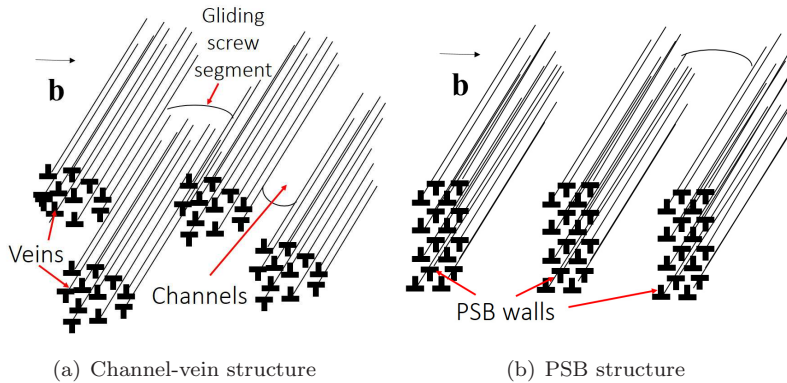 Gliding
screw
segment
b
Veins
Channels
(a) Channel-vein structure
b
PSB walls
(b) PSB structure